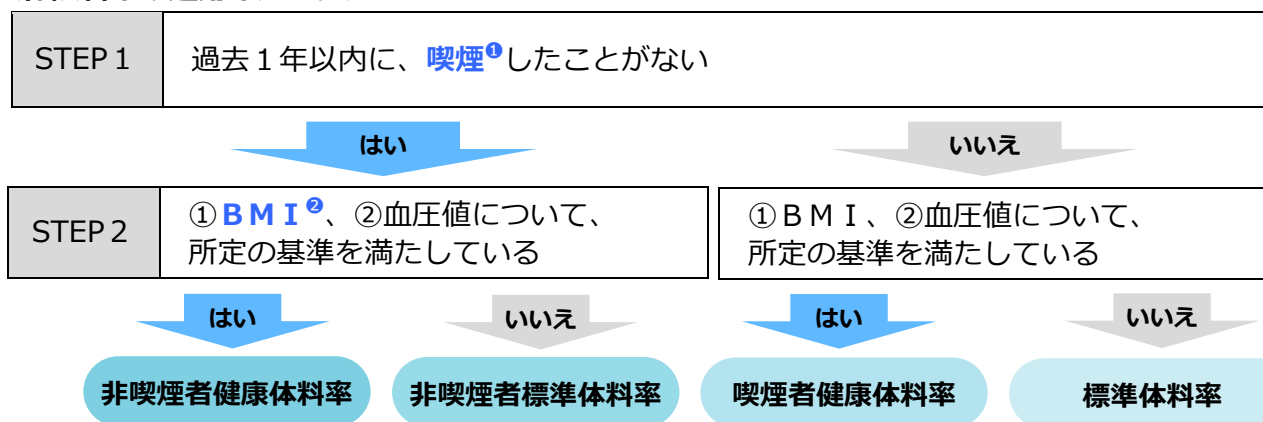 STEP１
過去１年以内に、喫煙❶したことがない
はい
いいえ
STEP２
①ＢＭＩ❷、②血圧値について、
所定の基準を満たしている
①ＢＭＩ、②血圧値について、
所定の基準を満たしている
はい
いいえ
はい
いいえ
非喫煙者健康体料率
非喫煙者標準体料率
喫煙者健康体料率
標準体料率